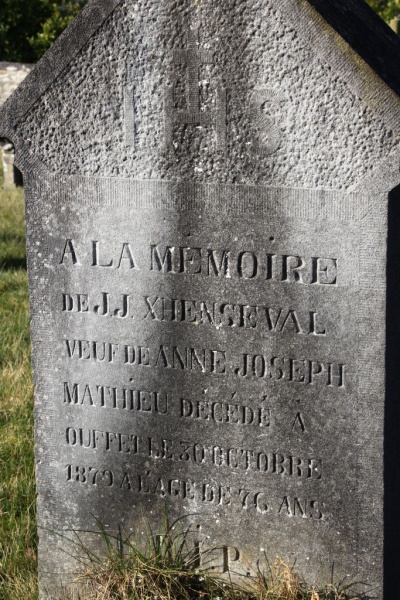 IHS
A LA MÉMOIRE
DE J.J. XHENSEVAL
VEUF DE ANNE JOSEPH
MATHIEU DÉCÉDÉ A
OUFFET LE 30 OCTOBRE
1879 A L'AGE DE 76 ANS
R.I.P.